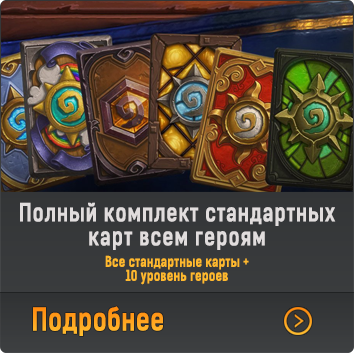 Полный комплект стандартных
карт всем героям
Все стандартные карты +
10 уровень героев
Подробнее